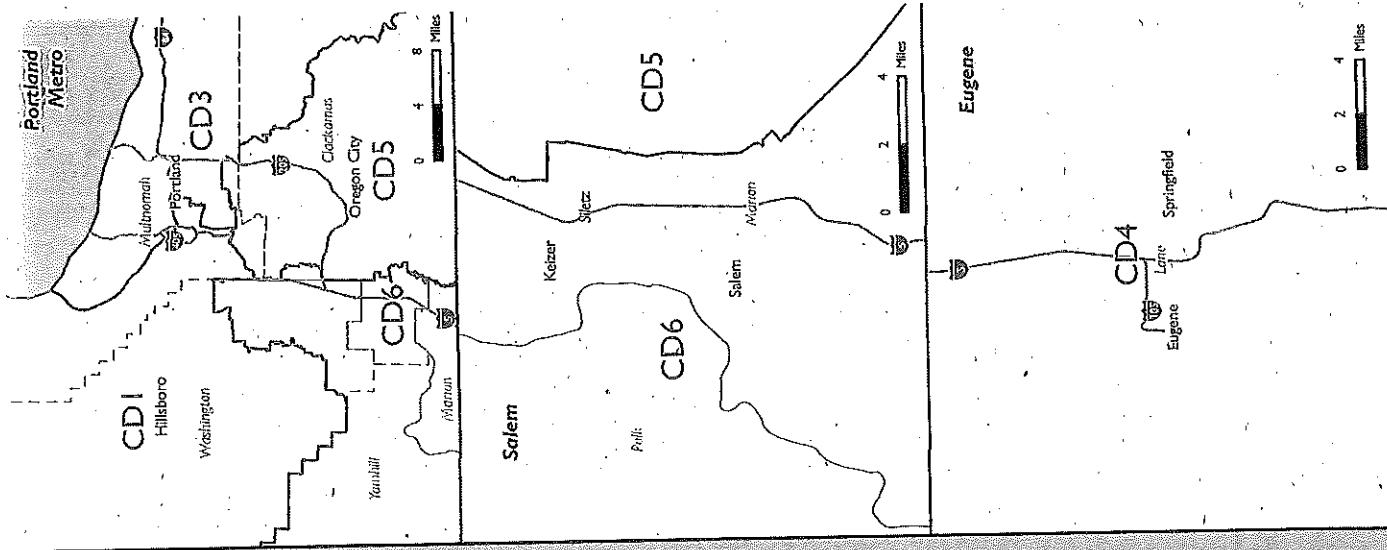 Portland
Metro
CD3
Multnomah
Portland
CD1
Hillsboro
Washington
Clackamas
Oregon City
CD5
CD6
Yamhill
Marion
0 4 8
Miles
Salem
CD5
Siletz
Keizer
Marion
Salem
CD6
Polk
0 2 4
Miles
Eugene
CD4
Lane
Springfield
Eugene
0 2 4
Miles